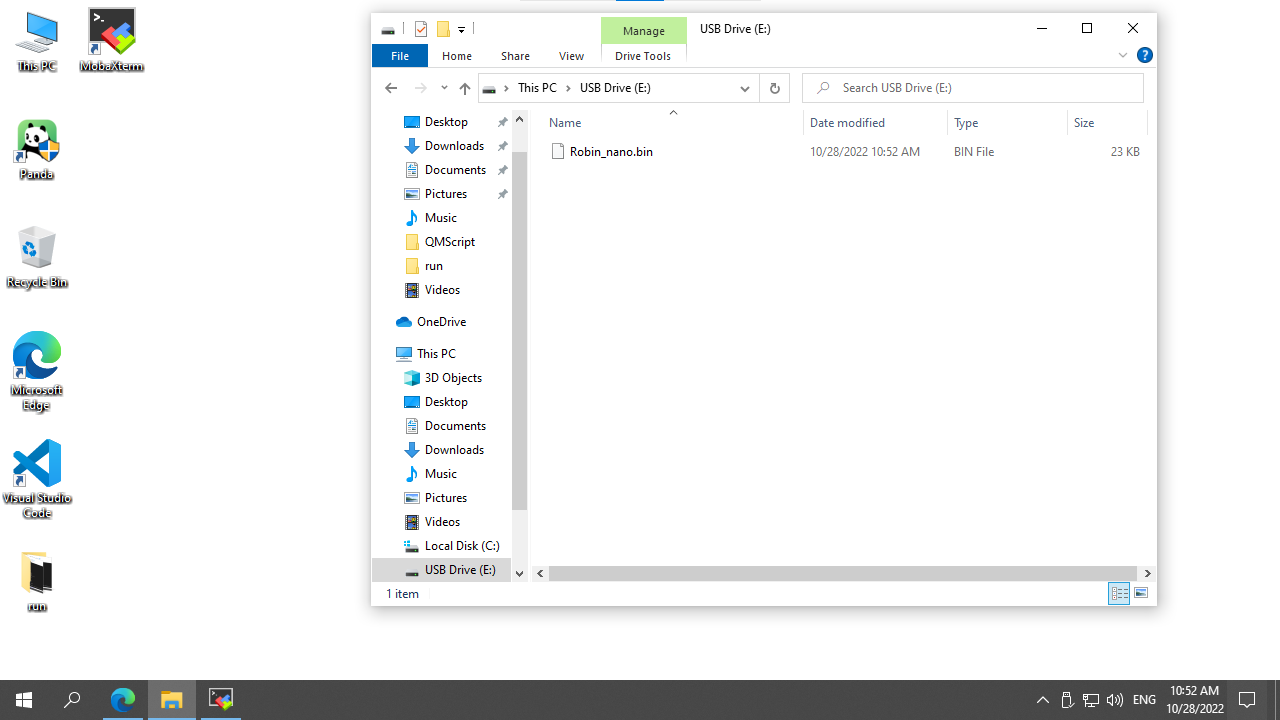 This PC
MobaXterm
Panda
Recycle Bin
Microsoft
Edge
Visual Studio
Code
run
Manage
USB Drive (E:)
File
Home
Share
View
Drive Tools
This PC
USB Drive (E:)
Search USB Drive (E:)
Desktop
Downloads
Documents
Pictures
Music
QMScript
run
Videos
OneDrive
This PC
3D Objects
Desktop
Documents
Downloads
Music
Pictures
Videos
Local Disk (C:)
USB Drive (E:)
Name
Date modified
Type
Size
Robin_nano.bin
10/28/2022 10:52 AM
BIN File
23 KB
1 item
ENG
10:52 AM
10/28/2022